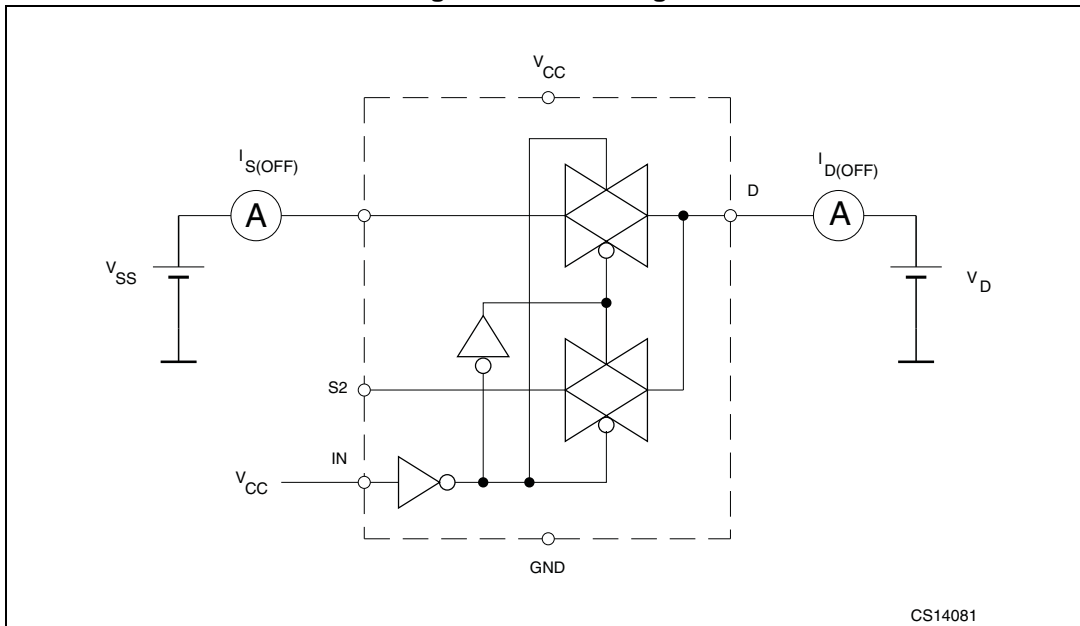 V CC
I S(OFF)
I D(OFF)
D
A
A
V SS
V D
S2
IN
V CC
GND
CS14081